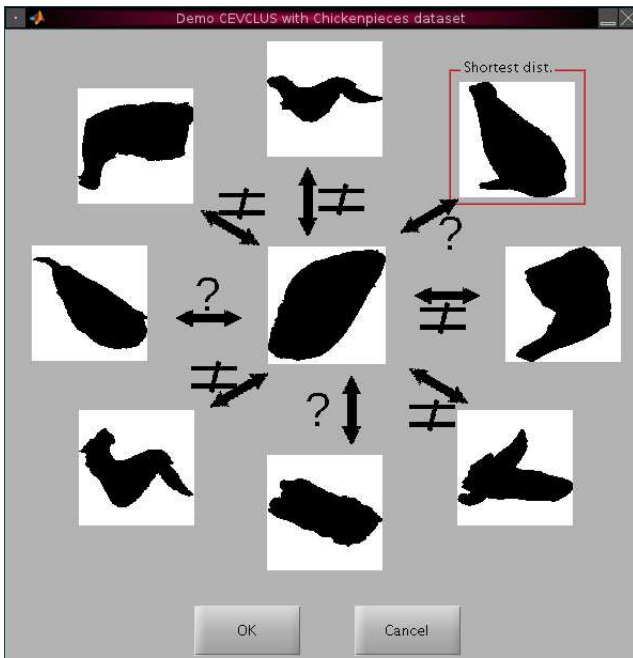 Demo CEVCLUS with Chickenpieces dataset
Shortest dist.
≠ ≠
?
?
≠
≠
?
≠
OK Cancel